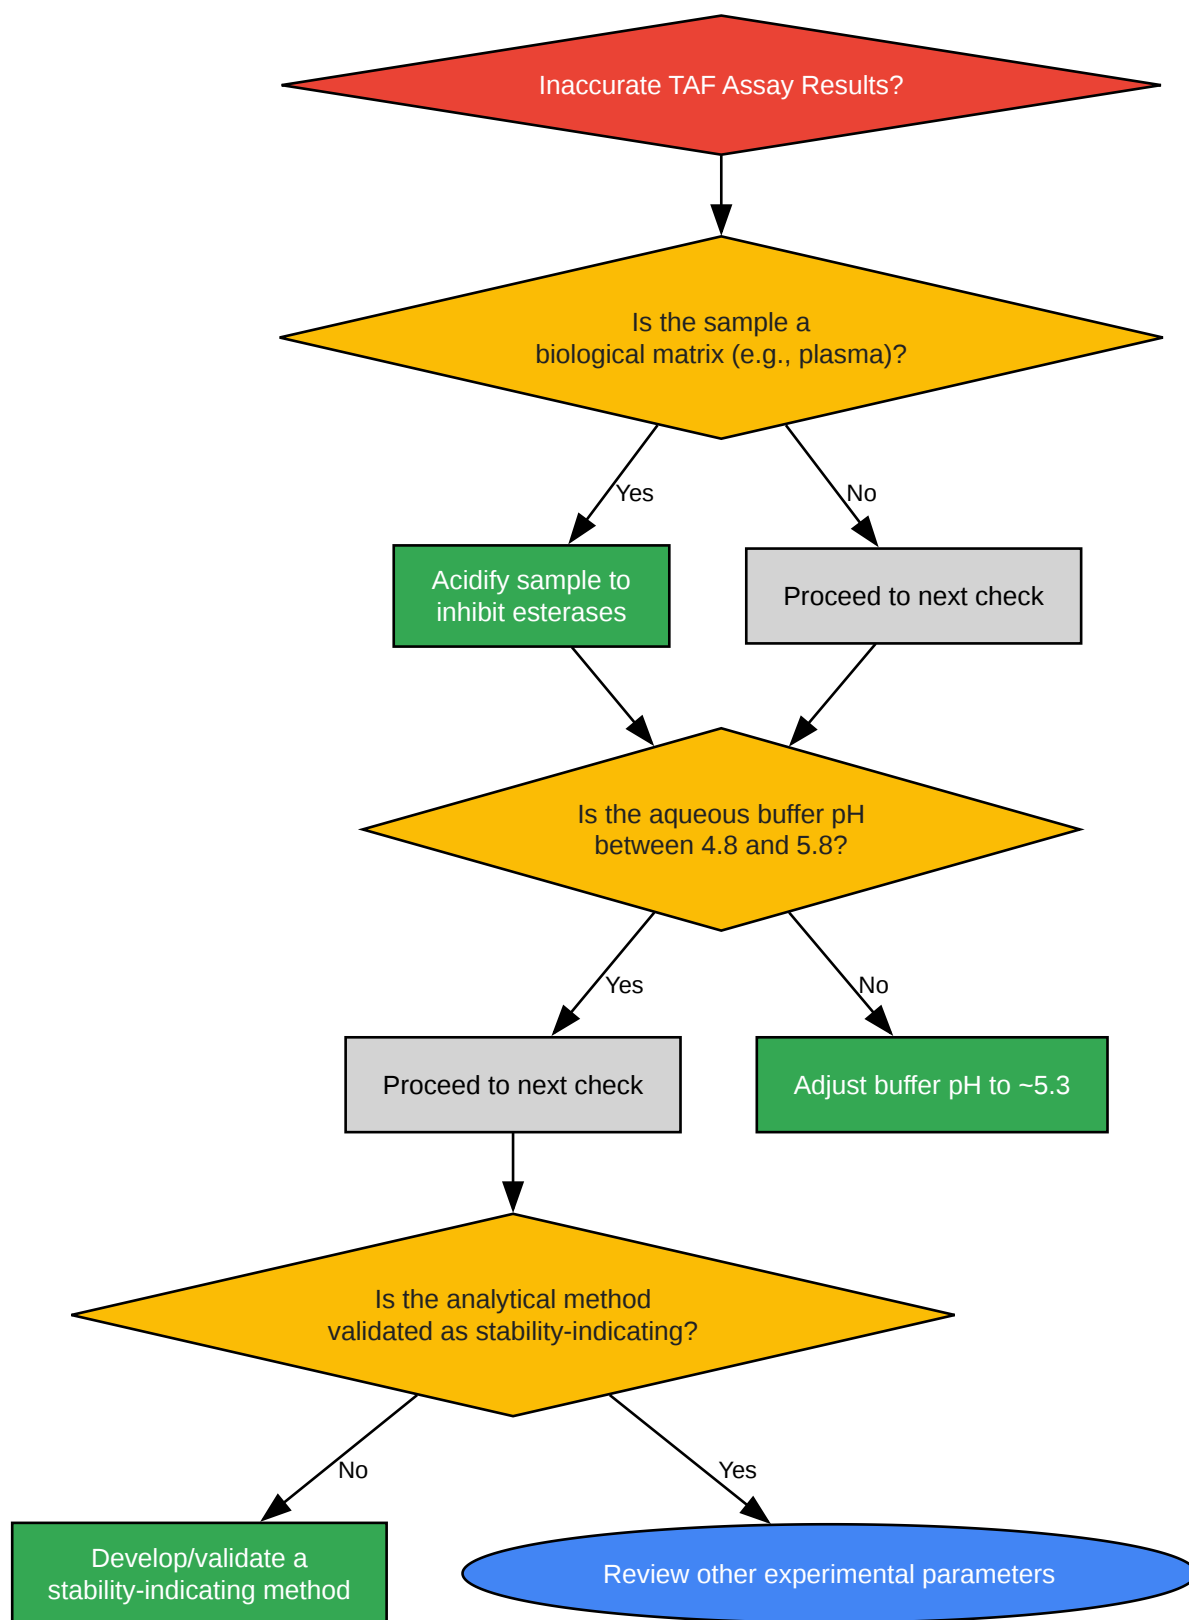 Inaccurate TAF Assay Results?
Is the sample a
biological matrix (e.g., plasma)?
Yes
No
Acidify sample to
inhibit esterases
Proceed to next check
Is the aqueous buffer pH
between 4.8 and 5.8?
Yes
No
Proceed to next check
Adjust buffer pH to ~5.3
Is the analytical method
validated as stability-indicating?
No
Yes
Develop/validate a
stability-indicating method
Review other experimental parameters